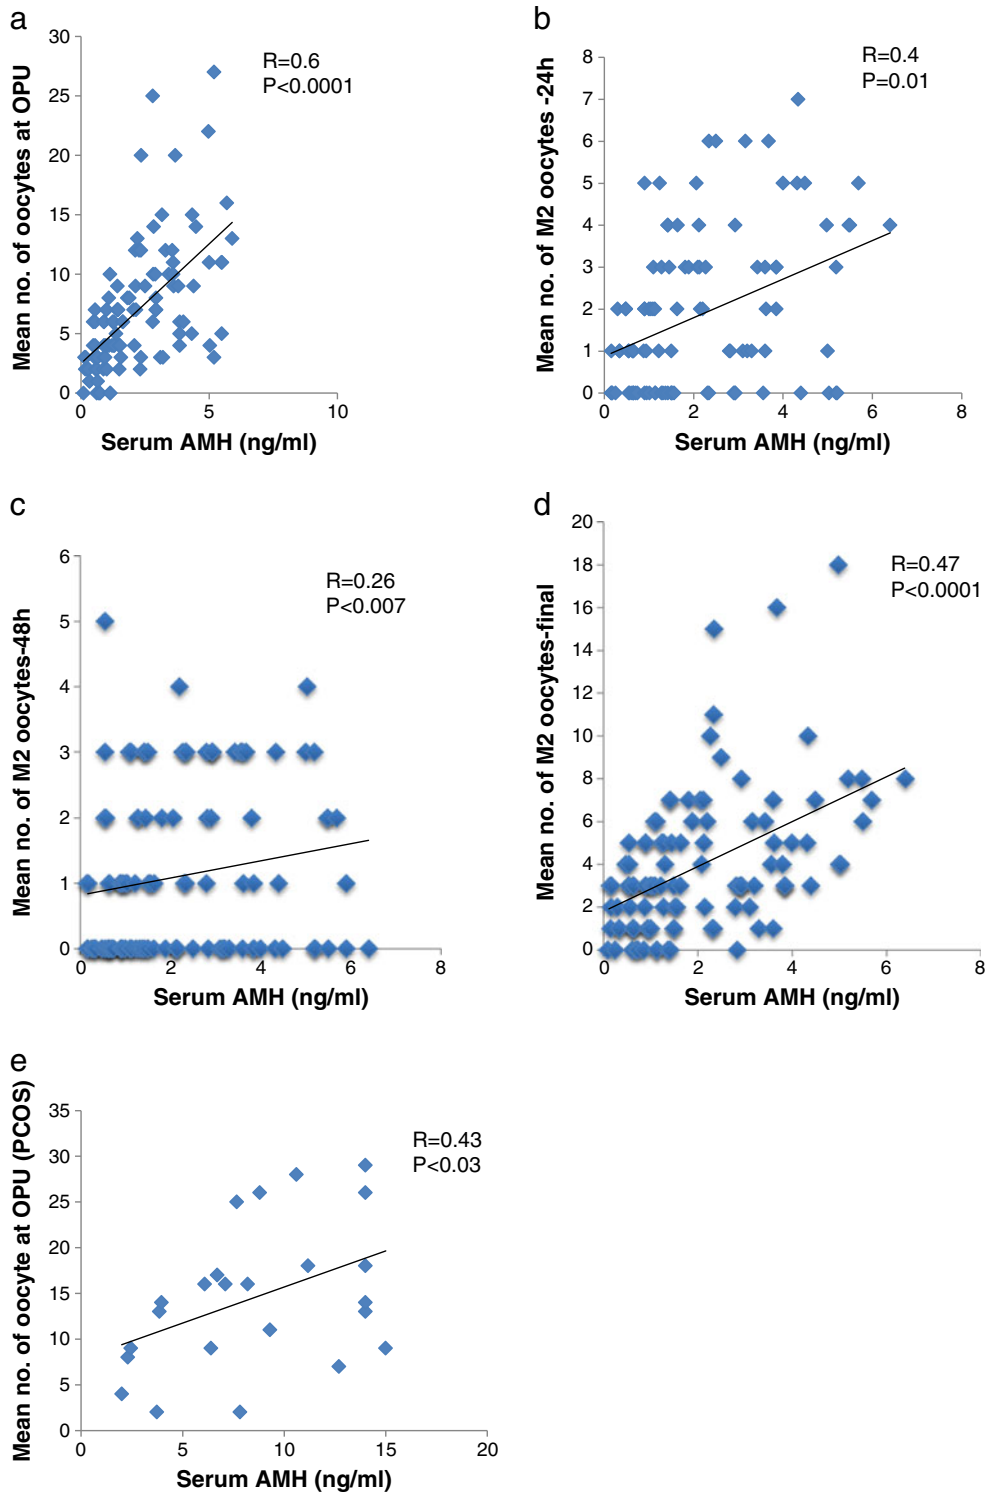 a
Mean no. of oocytes at OPU
30
25
20
15
10
5
0
0 5 10
Serum AMH (ng/ml)
R=0.6
P<0.0001
b
Mean no. of M2 oocytes -24h
8
7
6
5
4
3
2
1
0
0 2 4 6 8
Serum AMH (ng/ml)
R=0.4
P=0.01
c
Mean no. of M2 oocytes-48h
6
5
4
3
2
1
0
0 2 4 6 8
Serum AMH (ng/ml)
R=0.26
P<0.007
d
Mean no. of M2 oocytes-final
20
18
16
14
12
10
8
6
4
2
0
0 2 4 6 8
Serum AMH (ng/ml)
R=0.47
P<0.0001
e
Mean no. of oocyte at OPU (PCOS)
35
30
25
20
15
10
5
0
0 5 10 15 20
Serum AMH (ng/ml)
R=0.43
P<0.03